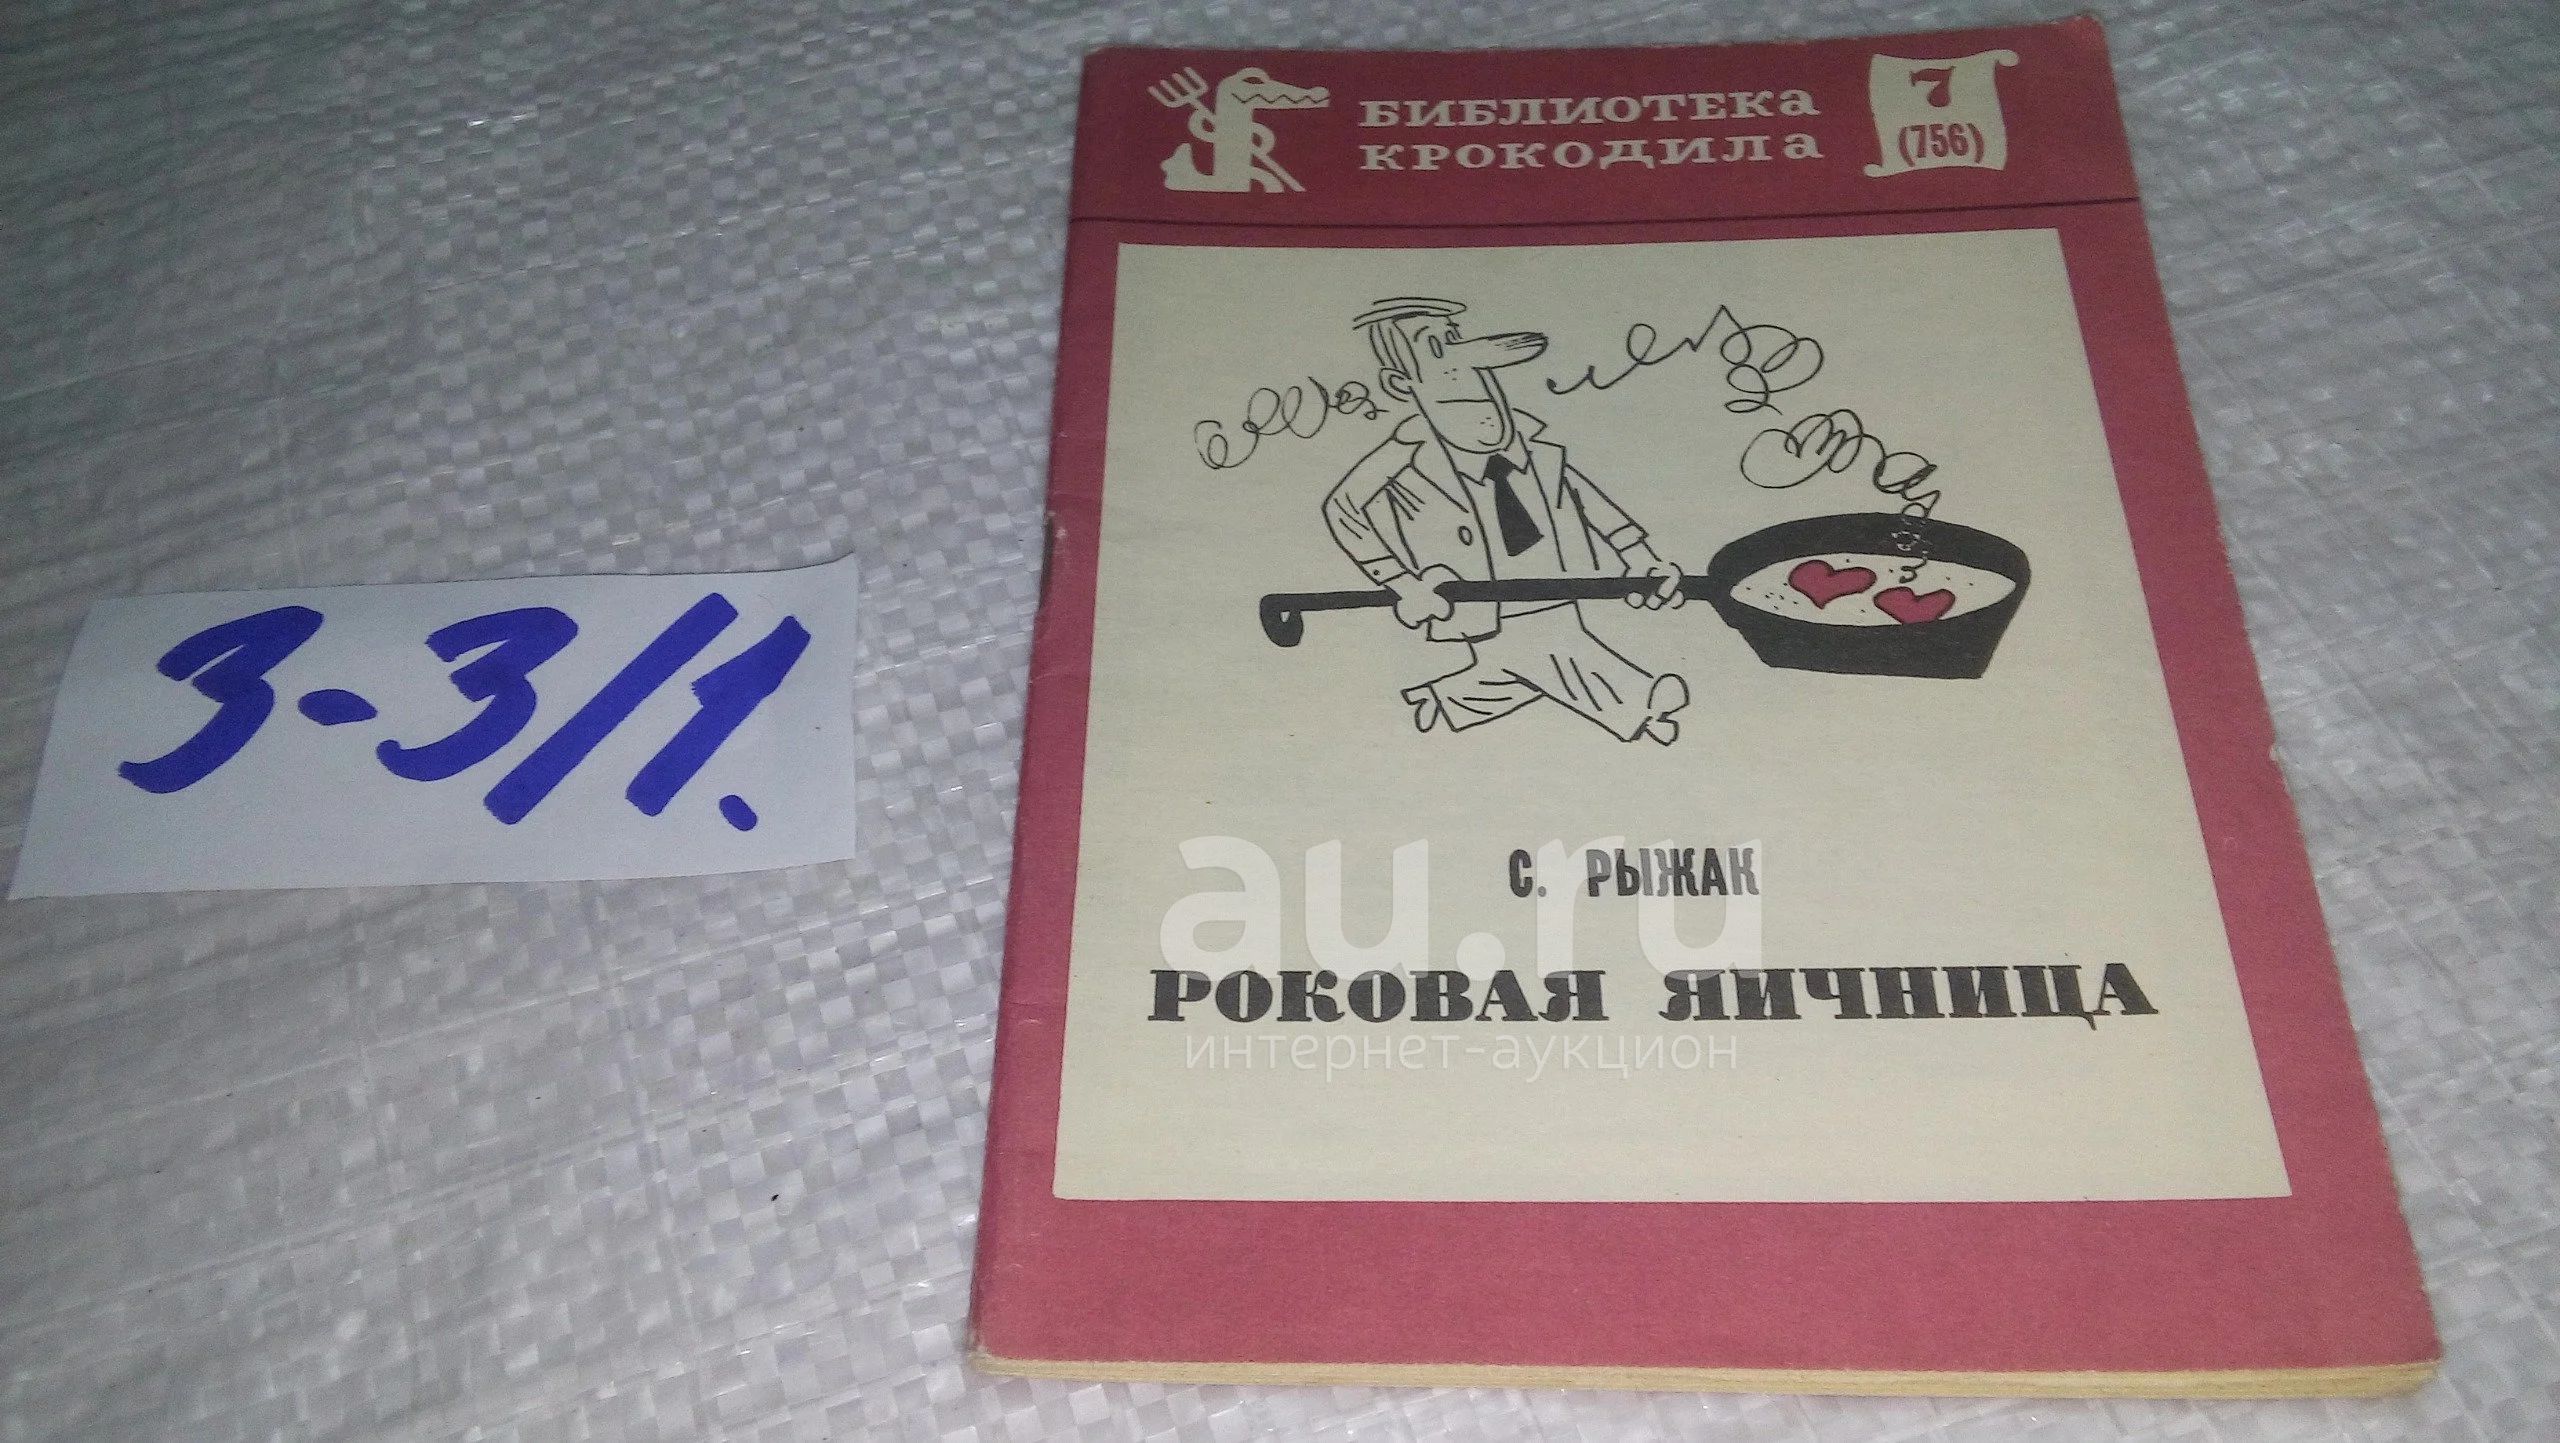 БИБЛИОТЕКА
КРОКОДИЛА
7
(756)
3-3/1.
С. РЫЖАК
au.ru
РОКОВАЯ ЯИЧНИЦА
интернет-аукцион